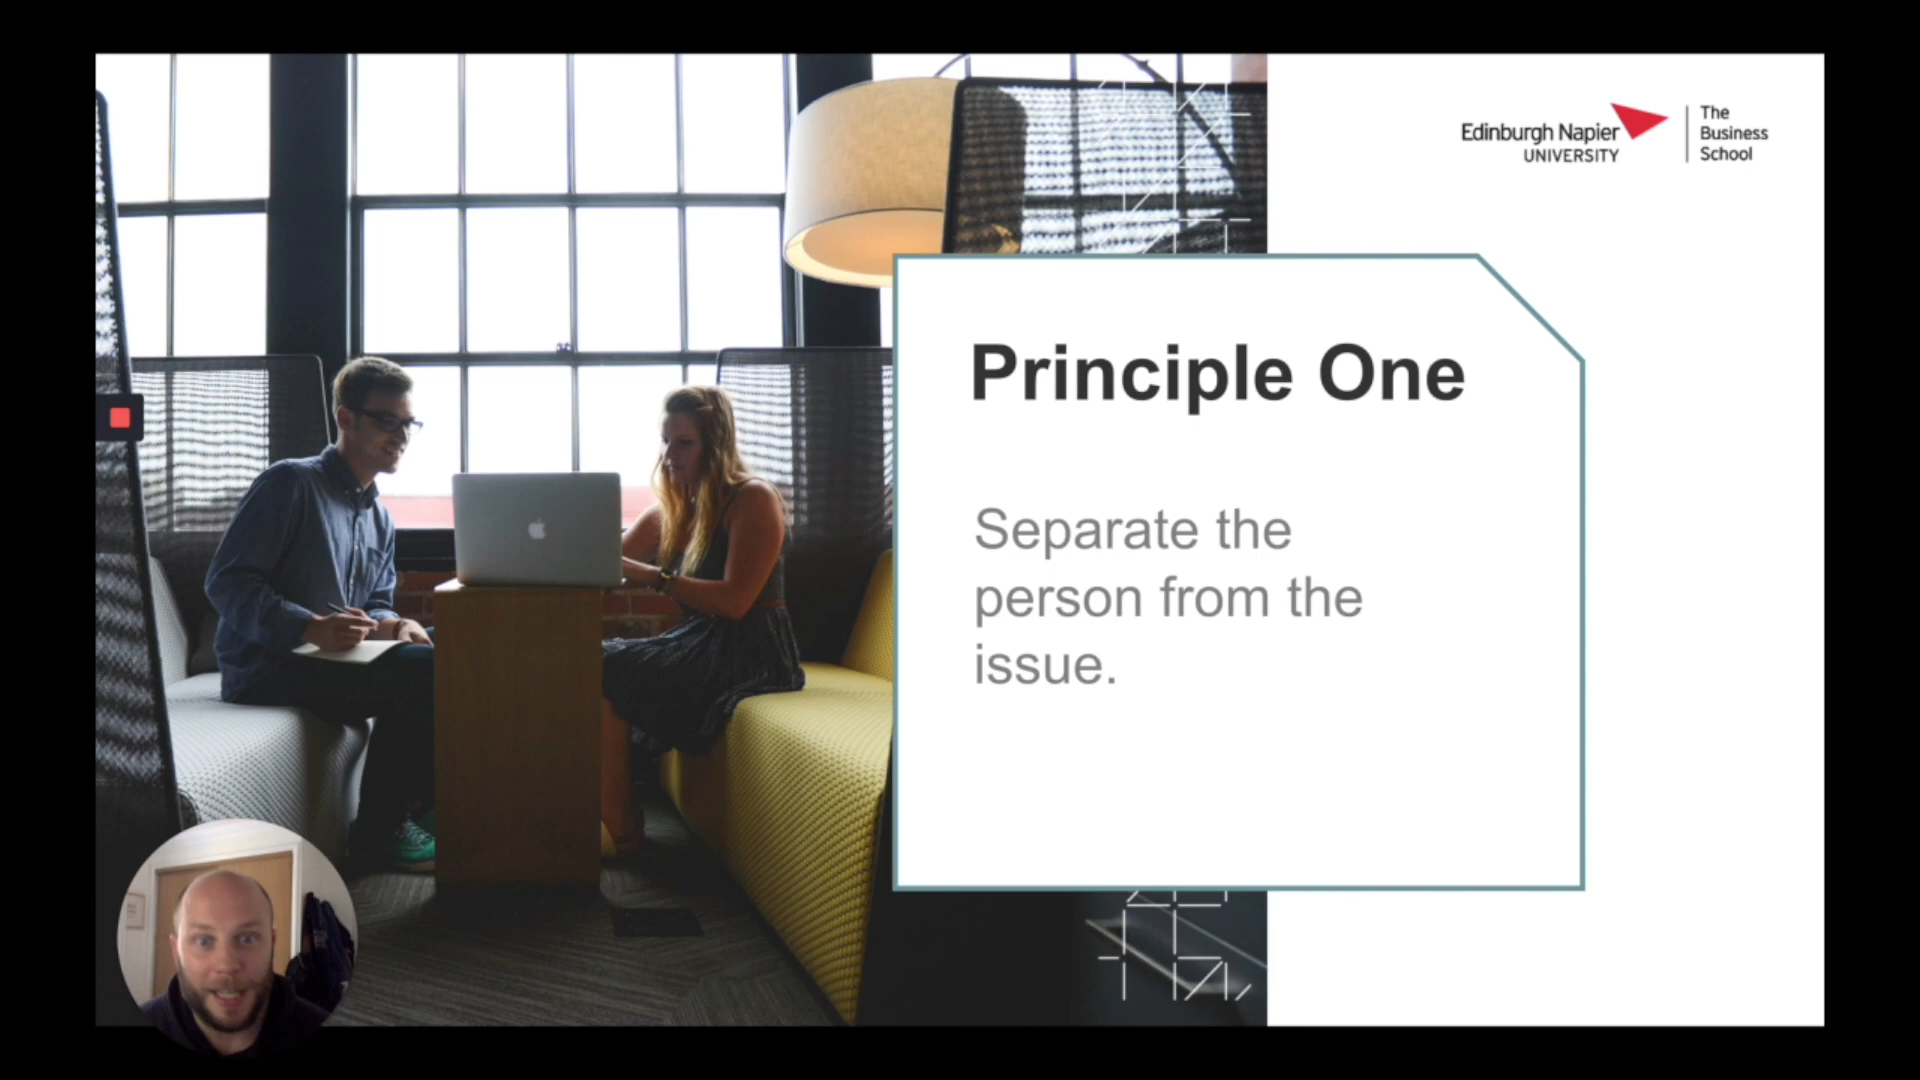 Edinburgh Napier
UNIVERSITY
The
Business
School
Principle One
Separate the
person from the
issue.